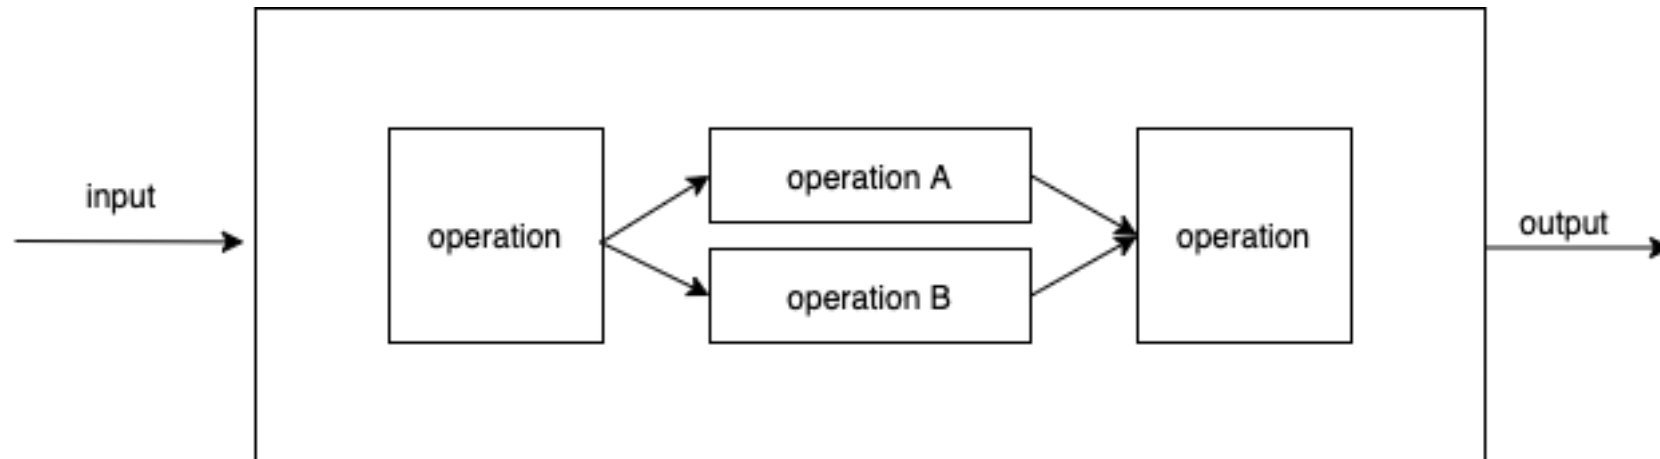 input
operation
operation A
operation B
operation
output